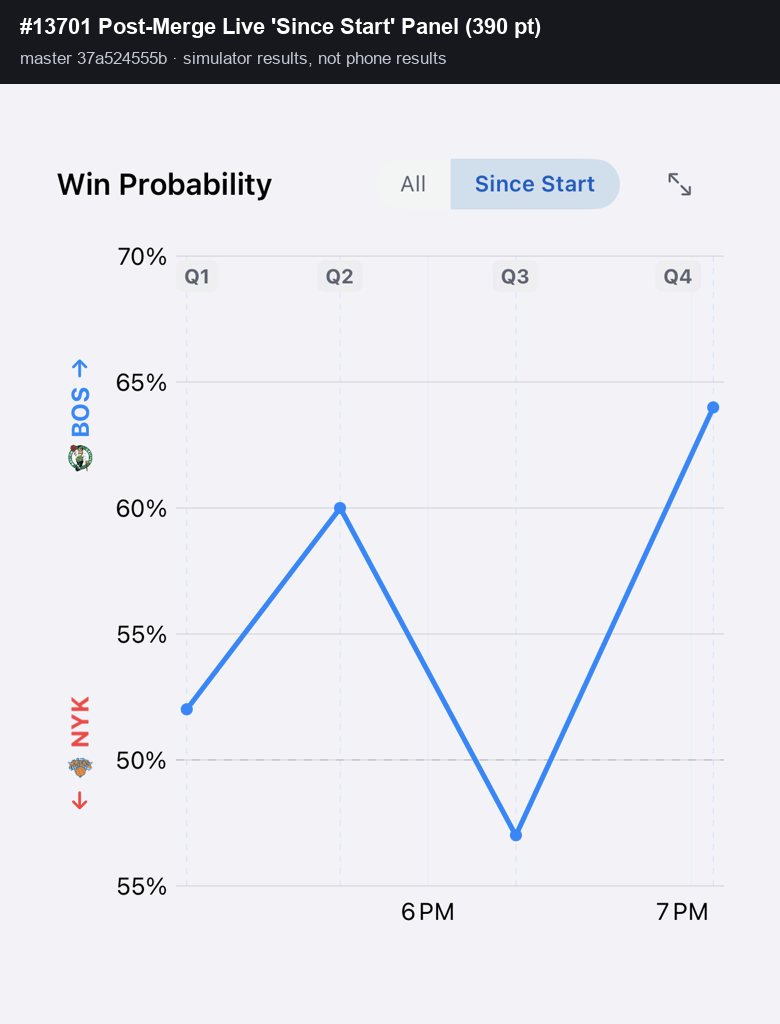 #13701 Post-Merge Live 'Since Start' Panel (390 pt)
master 37a524555b · simulator results, not phone results
Win Probability
All
Since Start
70%
Q1
Q2
Q3
Q4
65%
BOS →
60%
55%
← NYK
50%
55%
6 PM
7 PM